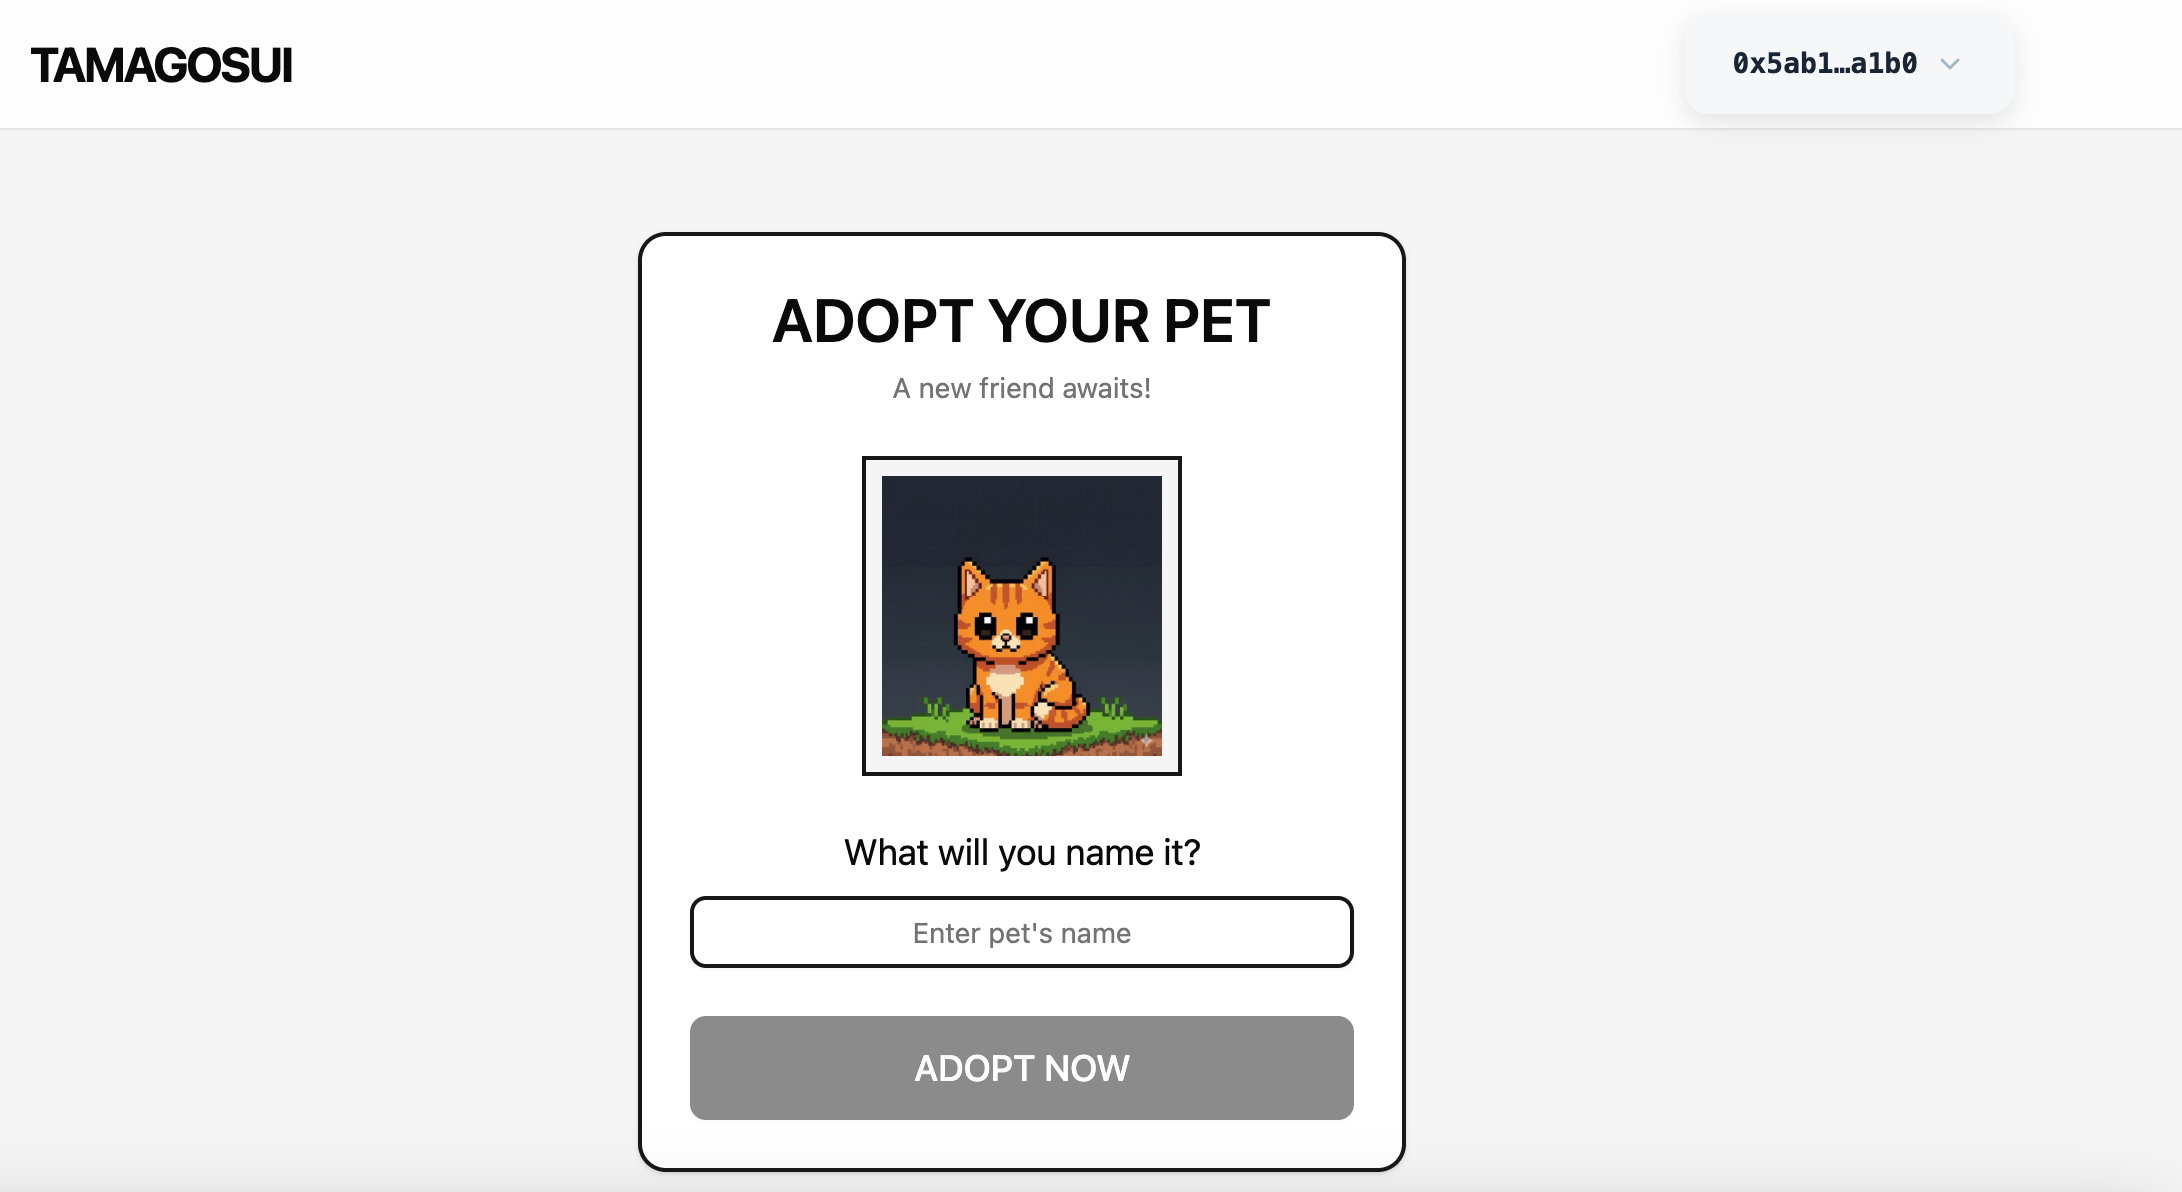 TAMAGOSUI
0x5ab1…a1b0
ADOPT YOUR PET
A new friend awaits!
What will you name it?
Enter pet's name
ADOPT NOW